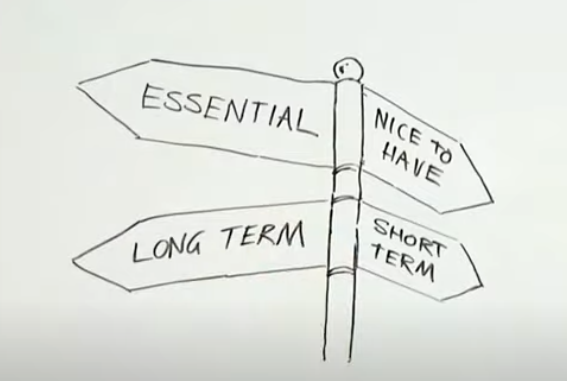 ESSENTIAL
NICE TO
HAVE
LONG TERM
SHORT
TERM